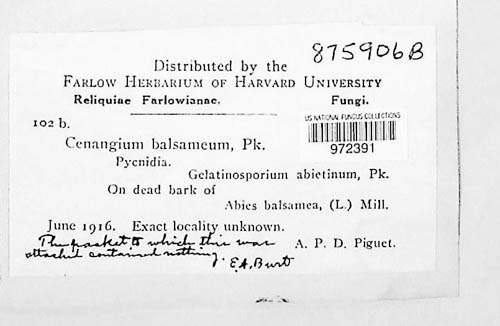 875906B
Distributed by the
FARLOW HERBARIUM OF HARVARD UNIVERSITY
Reliquiae Farlowianae. Fungi.
US NATIONAL FUNGUS COLLECTIONS
972391
102 b.
Cenangium balsameum, Pk.
Pycnidia.
Gelatinosporium abietinum, Pk.
On dead bark of
Abies balsamea, (L.) Mill.
June 1916. Exact locality unknown.
A. P. D. Piguet.
The packet to which this was
attached contained nothing.
E.A. Burt